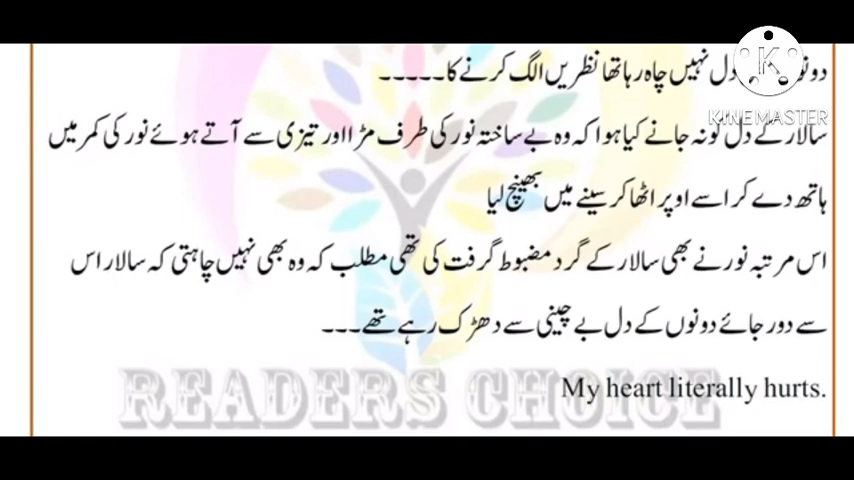 دل نہیں چاہ رہا تھا نظریں الگ کرنے کا۔۔۔۔۔
سالار کے دل کو نہ جانے کیا ہوا کہ وہ بے ساختہ نور کی طرف مڑا اور تیزی سے آتے ہوئے نور کی کمر میں
ہاتھ دے کر اسے اوپر اٹھا کر سینے میں بھینچ لیا
اس مرتبہ نور نے بھی سالار کے گرد مضبوط گرفت کی تھی مطلب کہ وہ بھی نہیں چاہتی کہ سالار اس
سے دور جائے دونوں کے دل بے چینی سے دھڑک رہے تھے۔۔۔
My heart literally hurts.
READERS CHOICE
K
KINEMASTER